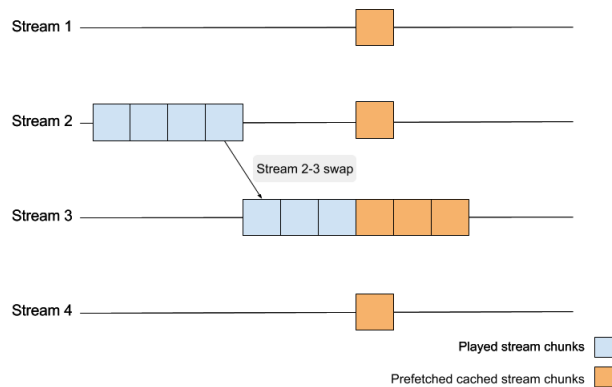 Stream 1
Stream 2
Stream 2-3 swap
Stream 3
Stream 4
Played stream chunks
Prefetched cached stream chunks